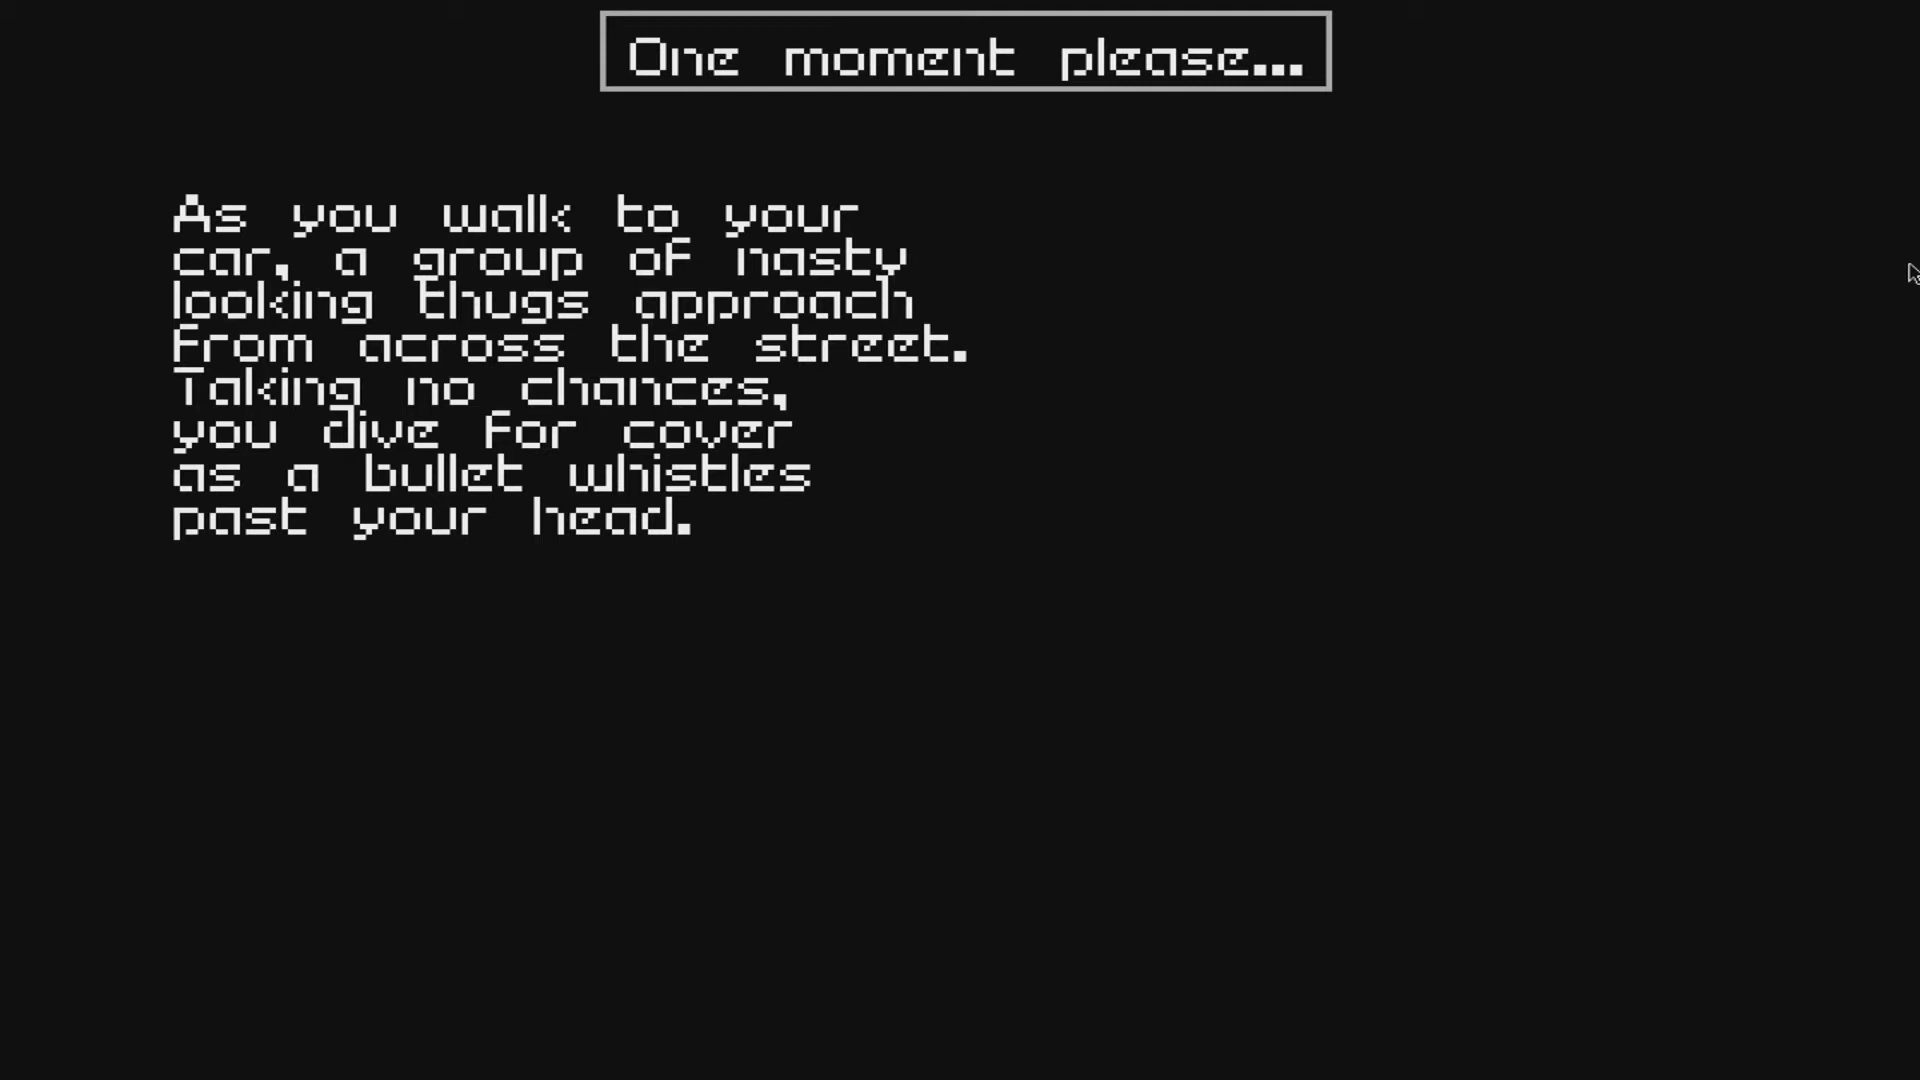 One moment please...
As you walk to your
car, a group of nasty
looking thugs approach
from across the street.
Taking no chances,
you dive for cover
as a bullet whistles
past your head.